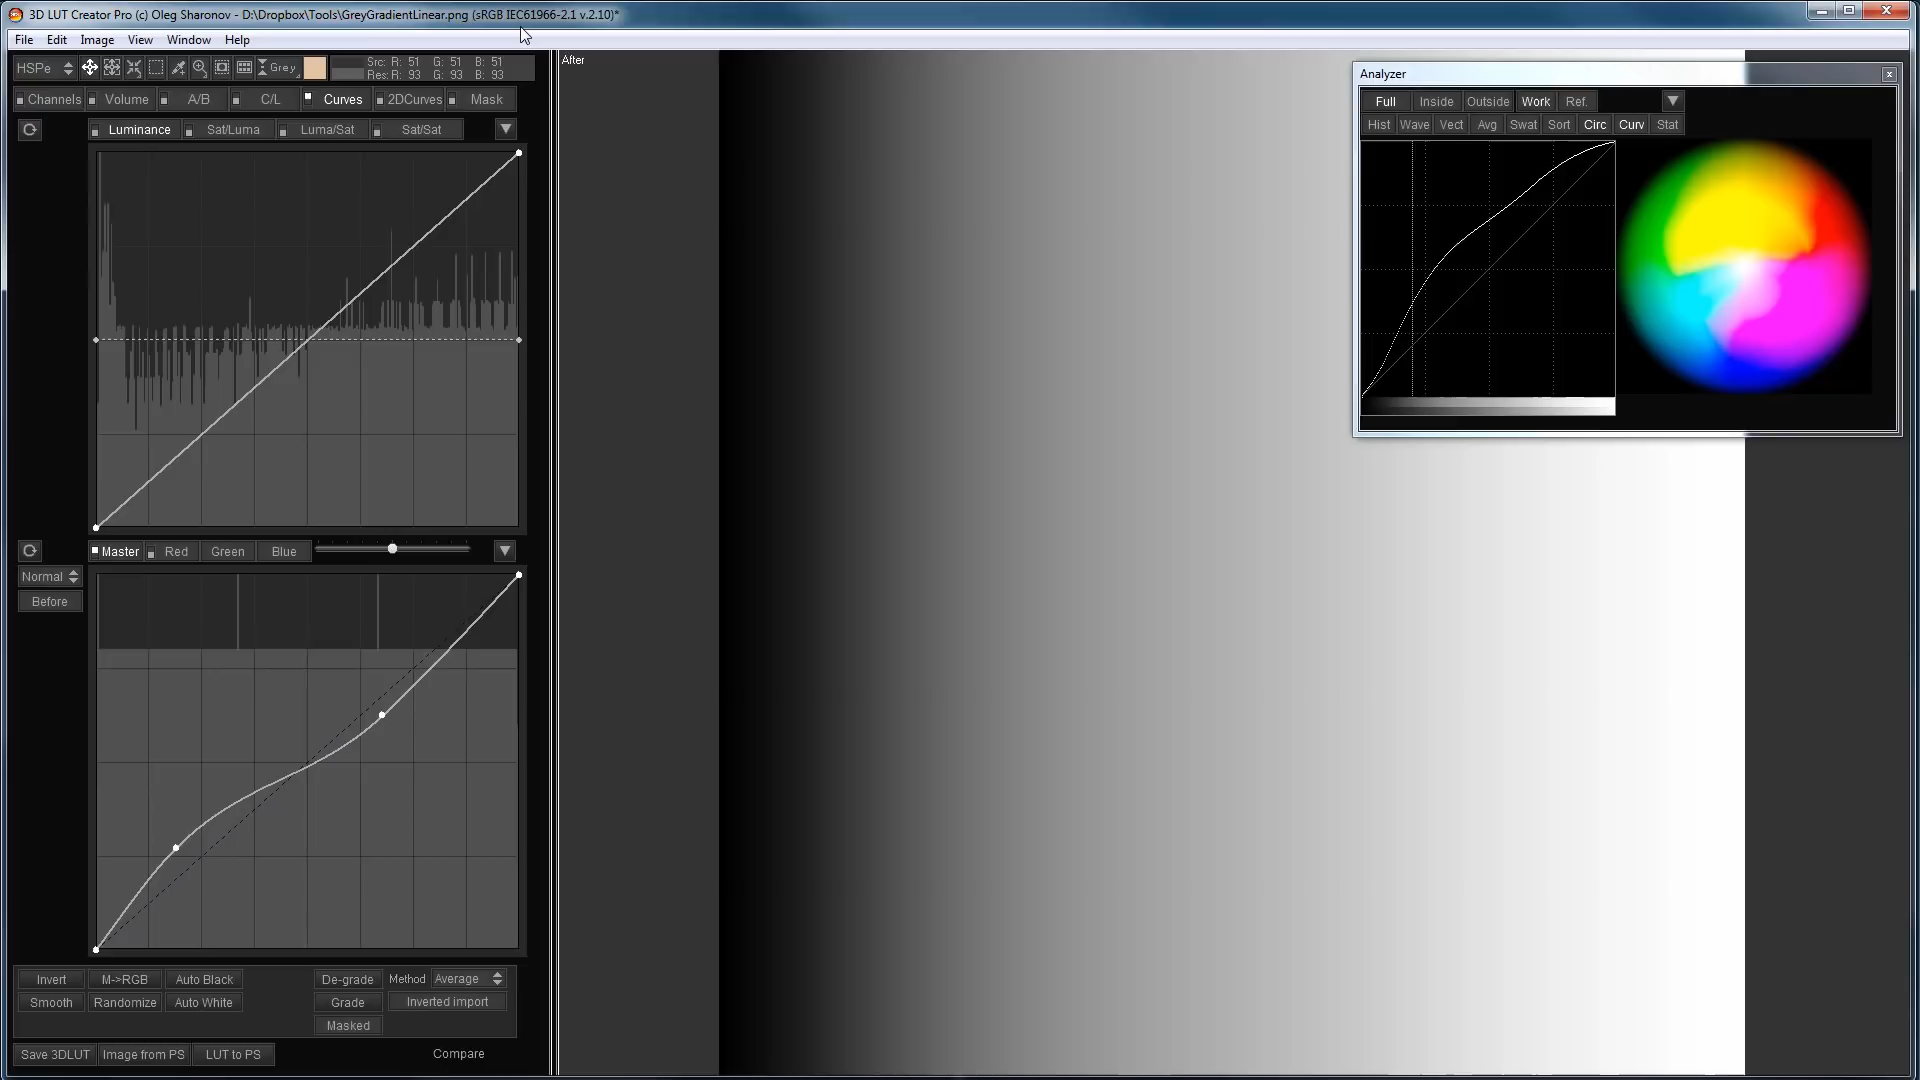 3D LUT Creator Pro (c) Oleg Sharonov - D:\Dropbox\Tools\GreyGradientLinear.png (sRGB IEC61966-2.1 v.2.10)*
File Edit Image View Window Help
HSPe Grey Src: R: 51 G: 51 B: 51
Res: R: 93 G: 93 B: 93
After
Channels Volume A/B C/L Curves 2DCurves Mask
Luminance Sat/Luma Luma/Sat Sat/Sat
Analyzer
Full Inside Outside Work Ref.
Hist Wave Vect Avg Swat Sort Circ Curv Stat
Master Red Green Blue
Normal
Before
Invert M->RGB Auto Black De-grade Method Average
Smooth Randomize Auto White Grade Inverted import
Masked
Save 3DLUT Image from PS LUT to PS Compare